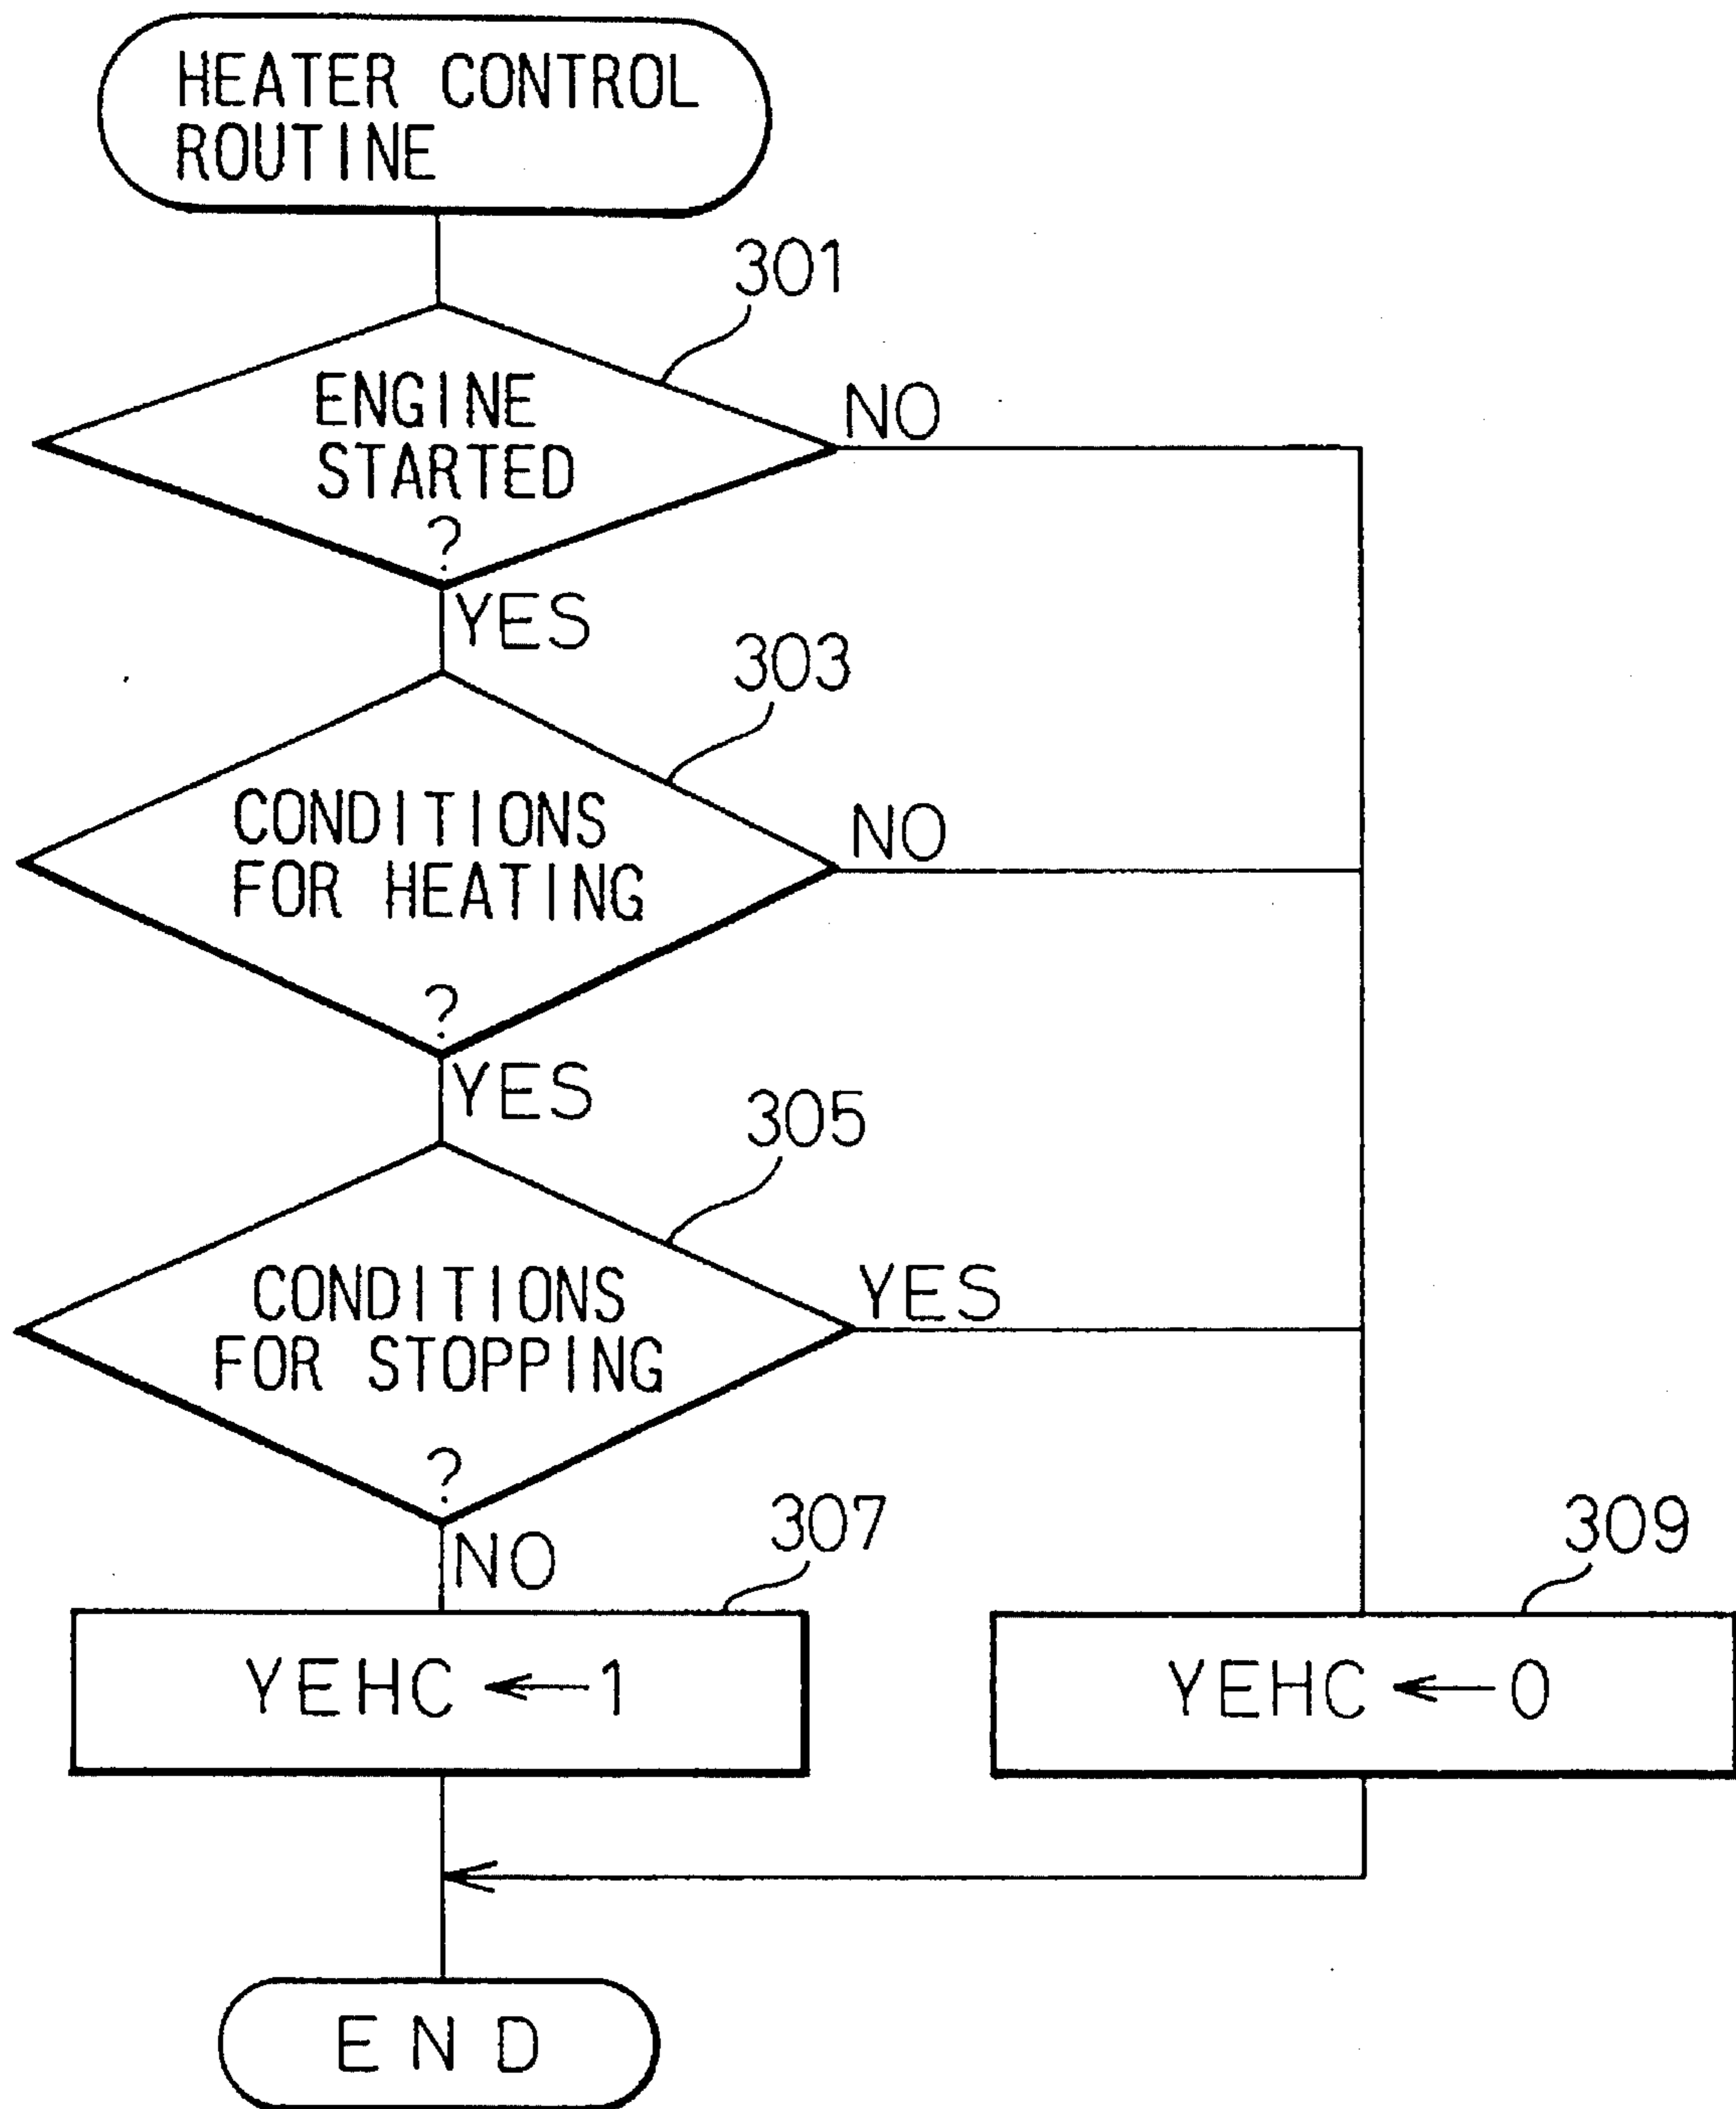 HEATER CONTROL
ROUTINE
301
ENGINE
STARTED
?
NO
YES
303
CONDITIONS
FOR HEATING
?
NO
YES
305
CONDITIONS
FOR STOPPING
?
YES
NO
307
309
YEHC ← 1
YEHC ← 0
END